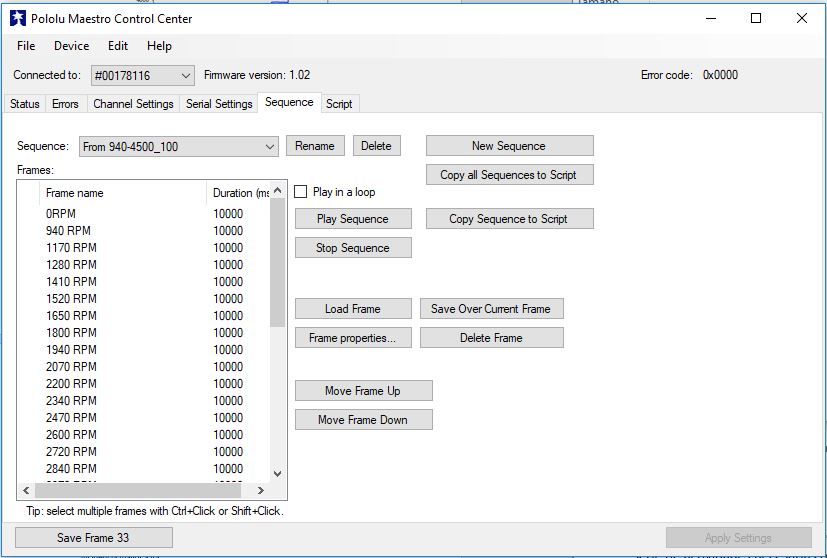 Pololu Maestro Control Center
File Device Edit Help
Connected to: #00178116 Firmware version: 1.02 Error code: 0x0000
Status Errors Channel Settings Serial Settings Sequence Script
Sequence: From 940-4500_100 Rename Delete New Sequence
Copy all Sequences to Script
Frames:
Frame name Duration (ms
Play in a loop
Play Sequence Copy Sequence to Script
Stop Sequence
0RPM 10000
940 RPM 10000
1170 RPM 10000
1280 RPM 10000
1410 RPM 10000
1520 RPM 10000
1650 RPM 10000
1800 RPM 10000
1940 RPM 10000
2070 RPM 10000
2200 RPM 10000
2340 RPM 10000
2470 RPM 10000
2600 RPM 10000
2720 RPM 10000
2840 RPM 10000
Load Frame Save Over Current Frame
Frame properties... Delete Frame
Move Frame Up
Move Frame Down
Tip: select multiple frames with Ctrl+Click or Shift+Click.
Save Frame 33 Apply Settings